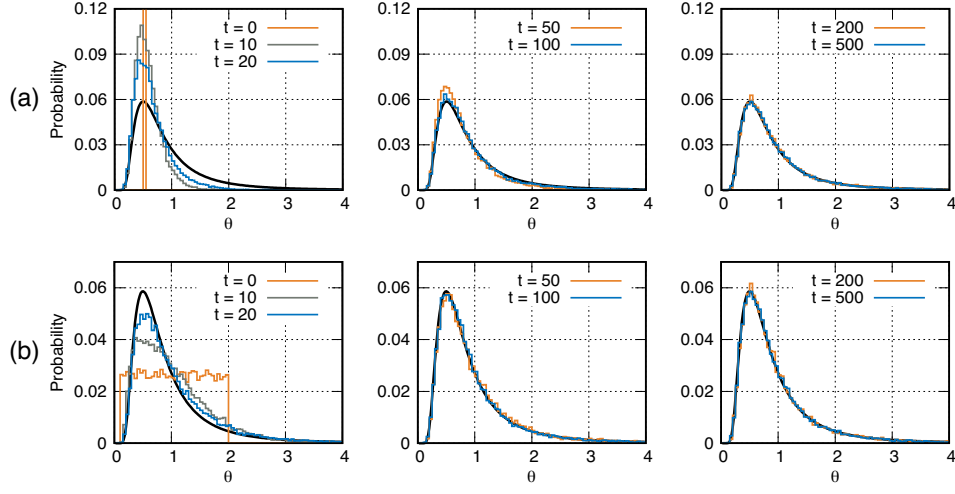 (a)
Probability
0.12
0.09
0.06
0.03
0
t = 0
t = 10
t = 20
0 1 2 3 4
θ
0.12
0.09
0.06
0.03
0
t = 50
t = 100
0 1 2 3 4
θ
0.12
0.09
0.06
0.03
0
t = 200
t = 500
0 1 2 3 4
θ
(b)
Probability
0.06
0.04
0.02
0
t = 0
t = 10
t = 20
0 1 2 3 4
θ
0.06
0.04
0.02
0
t = 50
t = 100
0 1 2 3 4
θ
0.06
0.04
0.02
0
t = 200
t = 500
0 1 2 3 4
θ